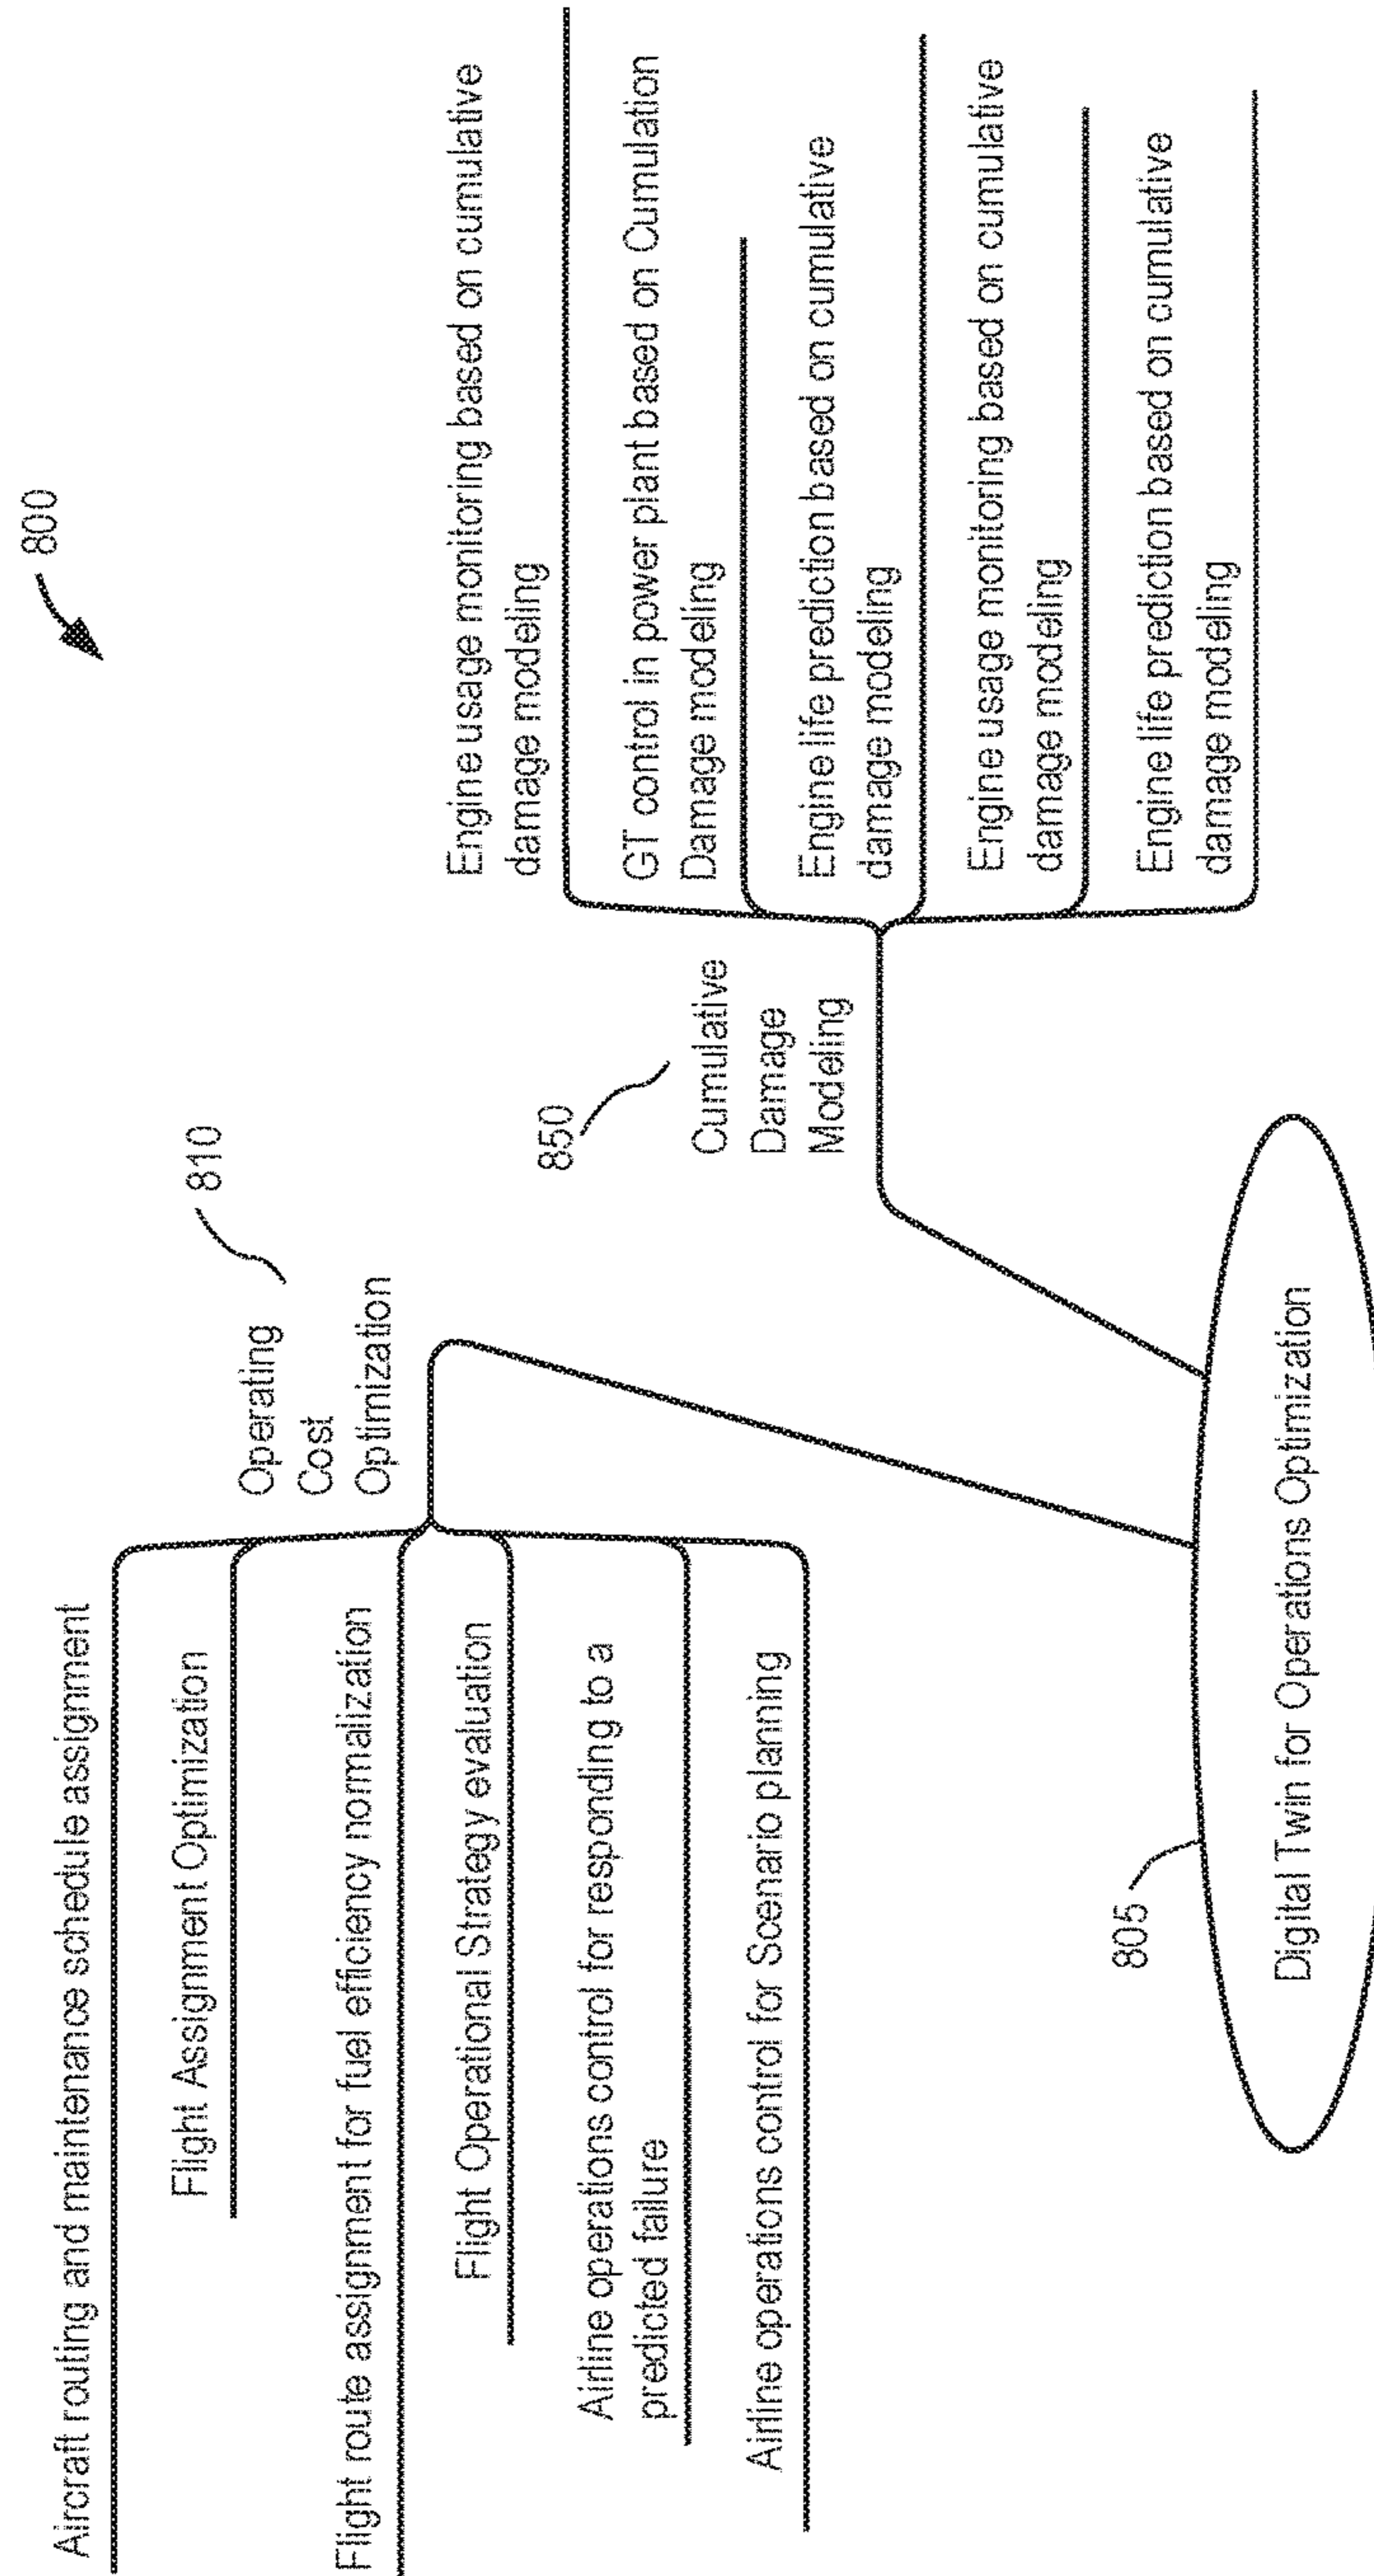 800
Aircraft routing and maintenance schedule assignment
Flight Assignment Optimization
Flight route assignment for fuel efficiency normalization
Flight Operational Strategy evaluation
Airline operations control for responding to a
predicted failure
Airline operations control for Scenario planning
810
Operating
Cost
Optimization
850
Cumulative
Damage
Modeling
Engine usage monitoring based on cumulative
damage modeling
GT control in power plant based on Cumulation
Damage modeling
Engine life prediction based on cumulative
damage modeling
Engine usage monitoring based on cumulative
damage modeling
Engine life prediction based on cumulative
damage modeling
805
Digital Twin for Operations Optimization